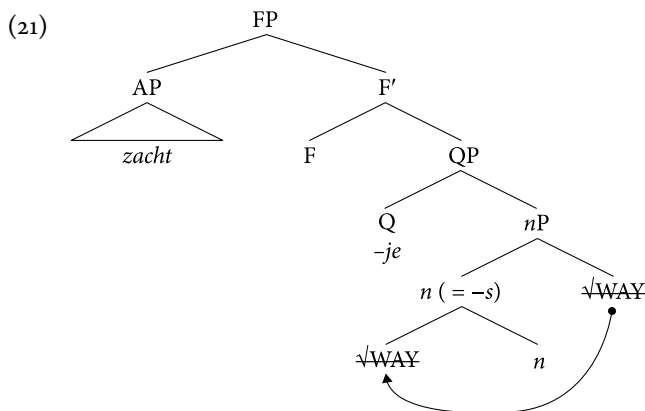 (21)
FP
AP F′
zacht F QP
Q nP
–je
n ( = –s) √WAY
√WAY n